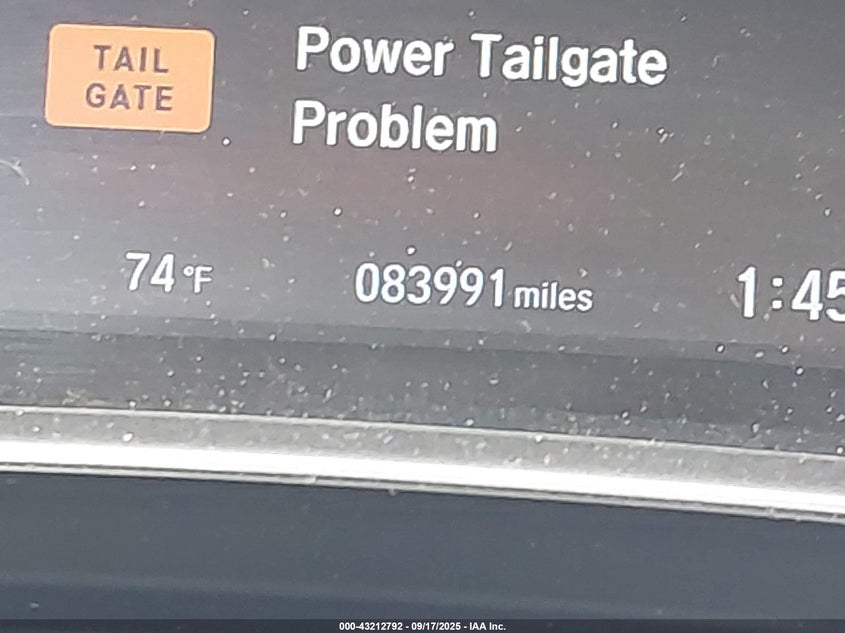 TAIL
GATE
Power Tailgate
Problem
74°F
083991 miles
1:45
000-43212792 - 09/17/2025 - IAA Inc.